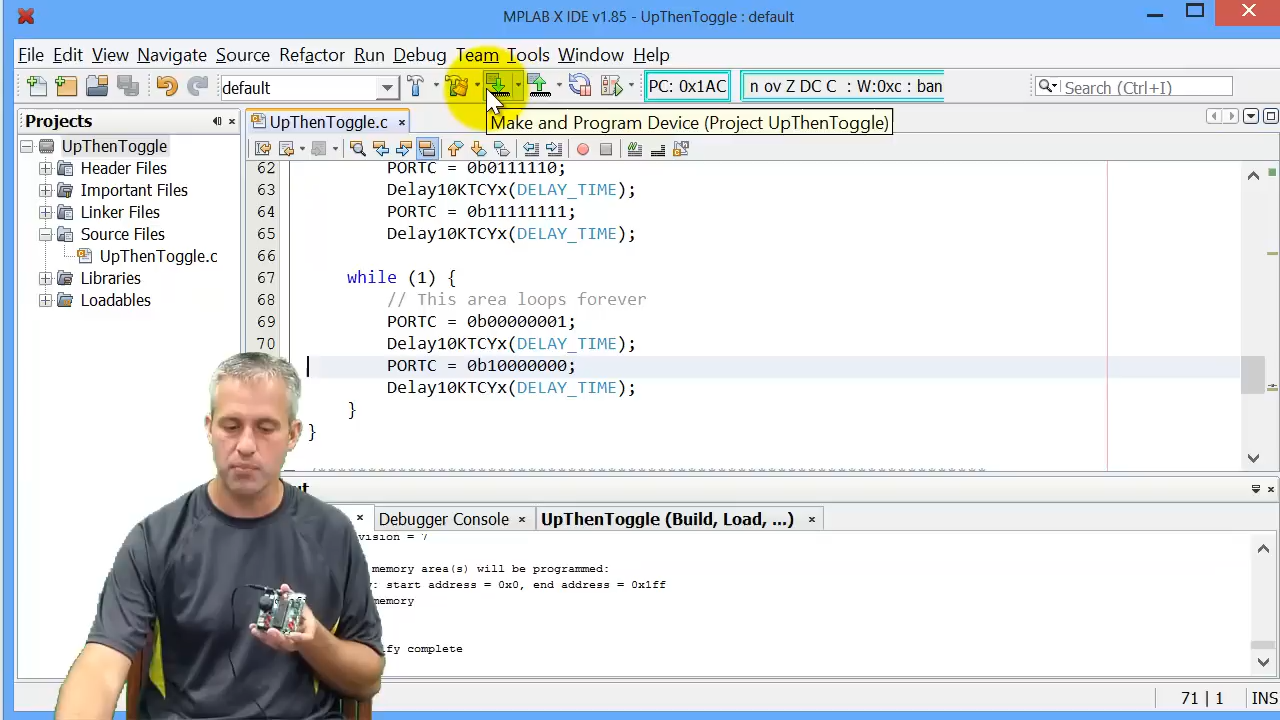 MPLAB X IDE v1.85 - UpThenToggle : default
File Edit View Navigate Source Refactor Run Debug Team Tools Window Help
default
PC: 0x1AC
n ov Z DC C : W:0xc : ban
Search (Ctrl+I)
Make and Program Device (Project UpThenToggle)
Projects
UpThenToggle
Header Files
Important Files
Linker Files
Source Files
UpThenToggle.c
Libraries
Loadables
UpThenToggle.c
62 PORTC = 0b0111110;
63 Delay10KTCYx(DELAY_TIME);
64 PORTC = 0b11111111;
65 Delay10KTCYx(DELAY_TIME);
66
67 while (1) {
68 // This area loops forever
69 PORTC = 0b00000001;
70 Delay10KTCYx(DELAY_TIME);
PORTC = 0b10000000;
Delay10KTCYx(DELAY_TIME);
}
}
Debugger Console
UpThenToggle (Build, Load, ...)
vision = 7
memory area(s) will be programmed:
y: start address = 0x0, end address = 0x1ff
memory
ify complete
71 | 1
INS